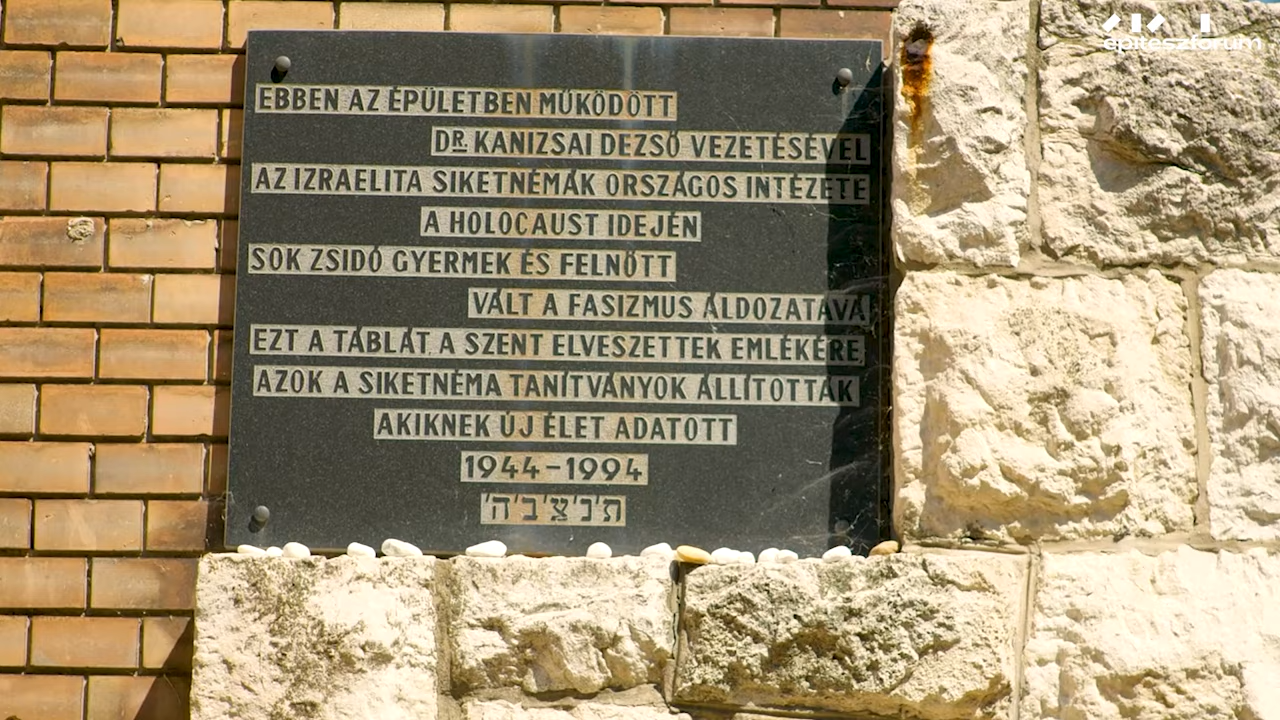 építészfórum
EBBEN AZ ÉPÜLETBEN MŰKÖDÖTT
DR. KANIZSAI DEZSŐ VEZETÉSÉVEL
AZ IZRAELITA SIKETNÉMÁK ORSZÁGOS INTÉZETE
A HOLOCAUST IDEJÉN
SOK ZSIDÓ GYERMEK ÉS FELNŐTT
VÁLT A FASIZMUS ÁLDOZATÁVÁ
EZT A TÁBLÁT A SZENT ELVESZETTEK EMLÉKÉRE,
AZOK A SIKETNÉMA TANÍTVÁNYOK ÁLLÍTOTTÁK
AKIKNEK ÚJ ÉLET ADATOTT
1944-1994
ת'נ'צ'ב'ה'